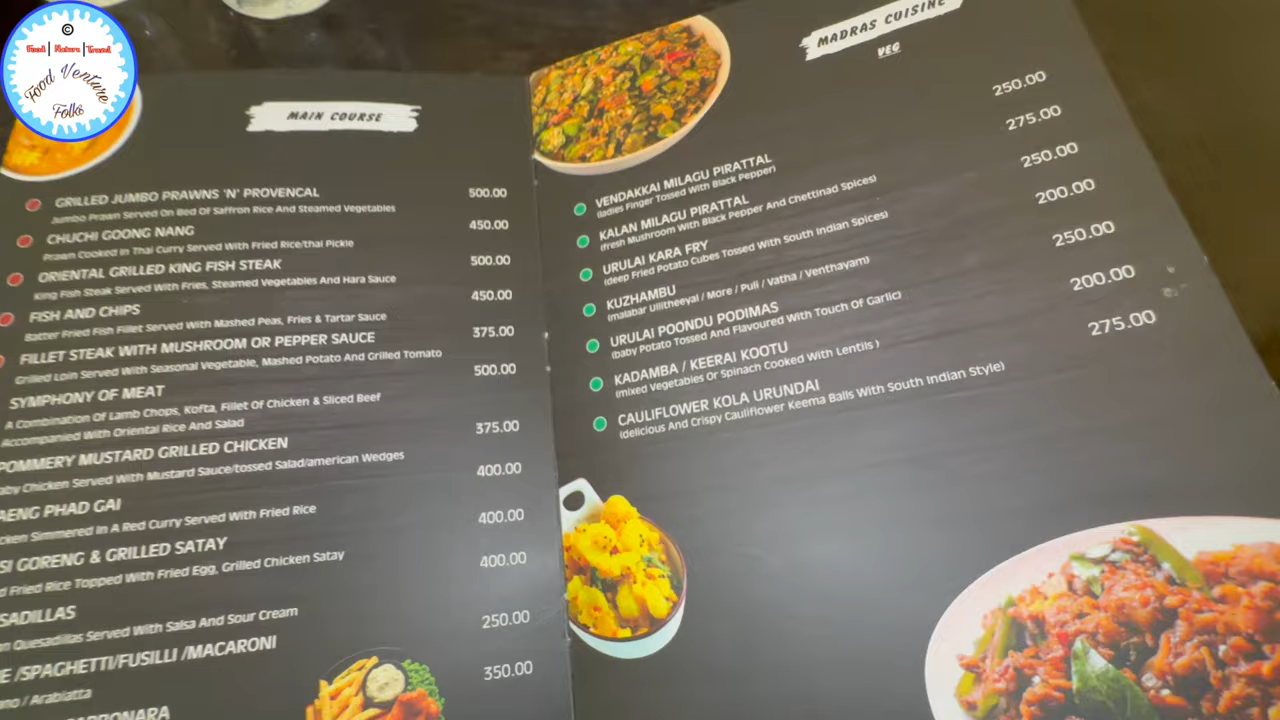 ©
Food | Nature | Travel
Food Venture
Folks
MAIN COURSE
GRILLED JUMBO PRAWNS 'N' PROVENCAL 500.00
Jumbo Prawn Served On Bed Of Saffron Rice And Steamed Vegetables
CHUCHI GOONG NANG 450.00
Prawn Cooked In Thai Curry Served With Fried Rice/thai Pickle
ORIENTAL GRILLED KING FISH STEAK 500.00
King Fish Steak Served With Fries, Steamed Vegetables And Hara Sauce
FISH AND CHIPS 450.00
Batter Fried Fish Fillet Served With Mashed Peas, Fries & Tartar Sauce
FILLET STEAK WITH MUSHROOM OR PEPPER SAUCE 375.00
Grilled Loin Served With Seasonal Vegetable, Mashed Potato And Grilled Tomato
SYMPHONY OF MEAT 500.00
A Combination Of Lamb Chops, Kofta, Fillet Of Chicken & Sliced Beef
Accompanied With Oriental Rice And Salad
POMMERY MUSTARD GRILLED CHICKEN 375.00
aby Chicken Served With Mustard Sauce/tossed Salad/american Wedges
AENG PHAD GAI 400.00
cken Simmered In A Red Curry Served With Fried Rice
SI GORENG & GRILLED SATAY 400.00
d Fried Rice Topped With Fried Egg, Grilled Chicken Satay
SADILLAS 400.00
n Quesadillas Served With Salsa And Sour Cream
E /SPAGHETTI/FUSILLI /MACARONI 250.00
ano / Arabiatta
CARBONARA 350.00
MADRAS CUISINE
VEG
VENDAKKAI MILAGU PIRATTAL 250.00
(ladies Finger Tossed With Black Pepper)
KALAN MILAGU PIRATTAL 275.00
(fresh Mushroom With Black Pepper And Chettinad Spices)
URULAI KARA FRY 250.00
(deep Fried Potato Cubes Tossed With South Indian Spices)
KUZHAMBU 200.00
(malabar Ullitheeyal / More / Puli / Vatha / Venthayam)
URULAI POONDU PODIMAS 250.00
(baby Potato Tossed And Flavoured With Touch Of Garlic)
KADAMBA / KEERAI KOOTU 200.00
(mixed Vegetables Or Spinach Cooked With Lentils )
CAULIFLOWER KOLA URUNDAI 275.00
(delicious And Crispy Cauliflower Keema Balls With South Indian Style)